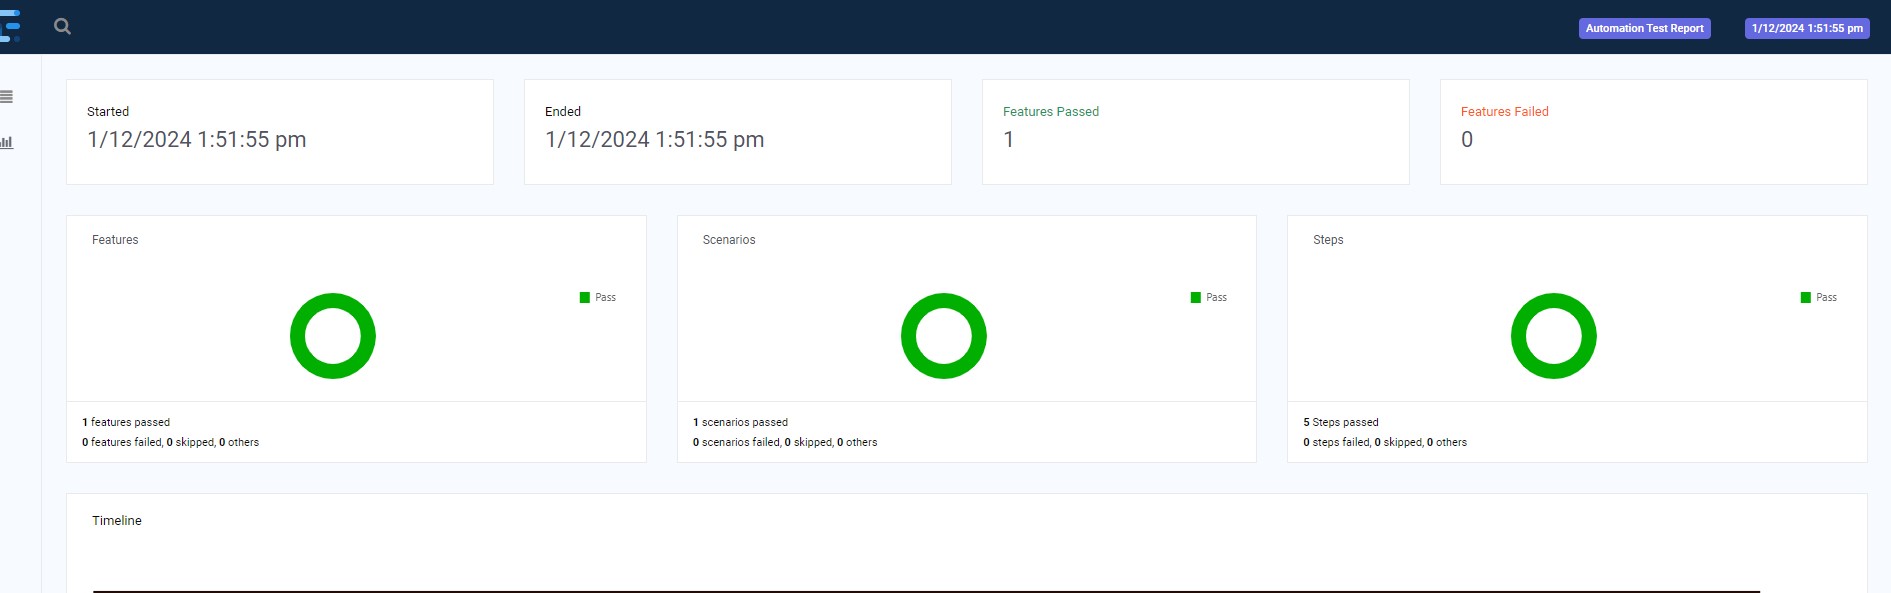 Automation Test Report
1/12/2024 1:51:55 pm
Started
1/12/2024 1:51:55 pm
Ended
1/12/2024 1:51:55 pm
Features Passed
1
Features Failed
0
Features
Pass
1 features passed
0 features failed, 0 skipped, 0 others
Scenarios
Pass
1 scenarios passed
0 scenarios failed, 0 skipped, 0 others
Steps
Pass
5 Steps passed
0 steps failed, 0 skipped, 0 others
Timeline